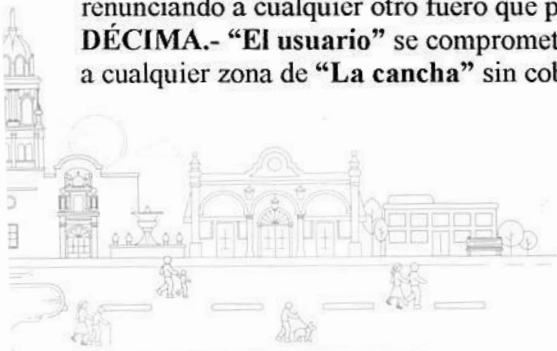 renunciando a cualquier otro fuero que p
DÉCIMA.- “El usuario” se compromet
a cualquier zona de “La cancha” sin cob